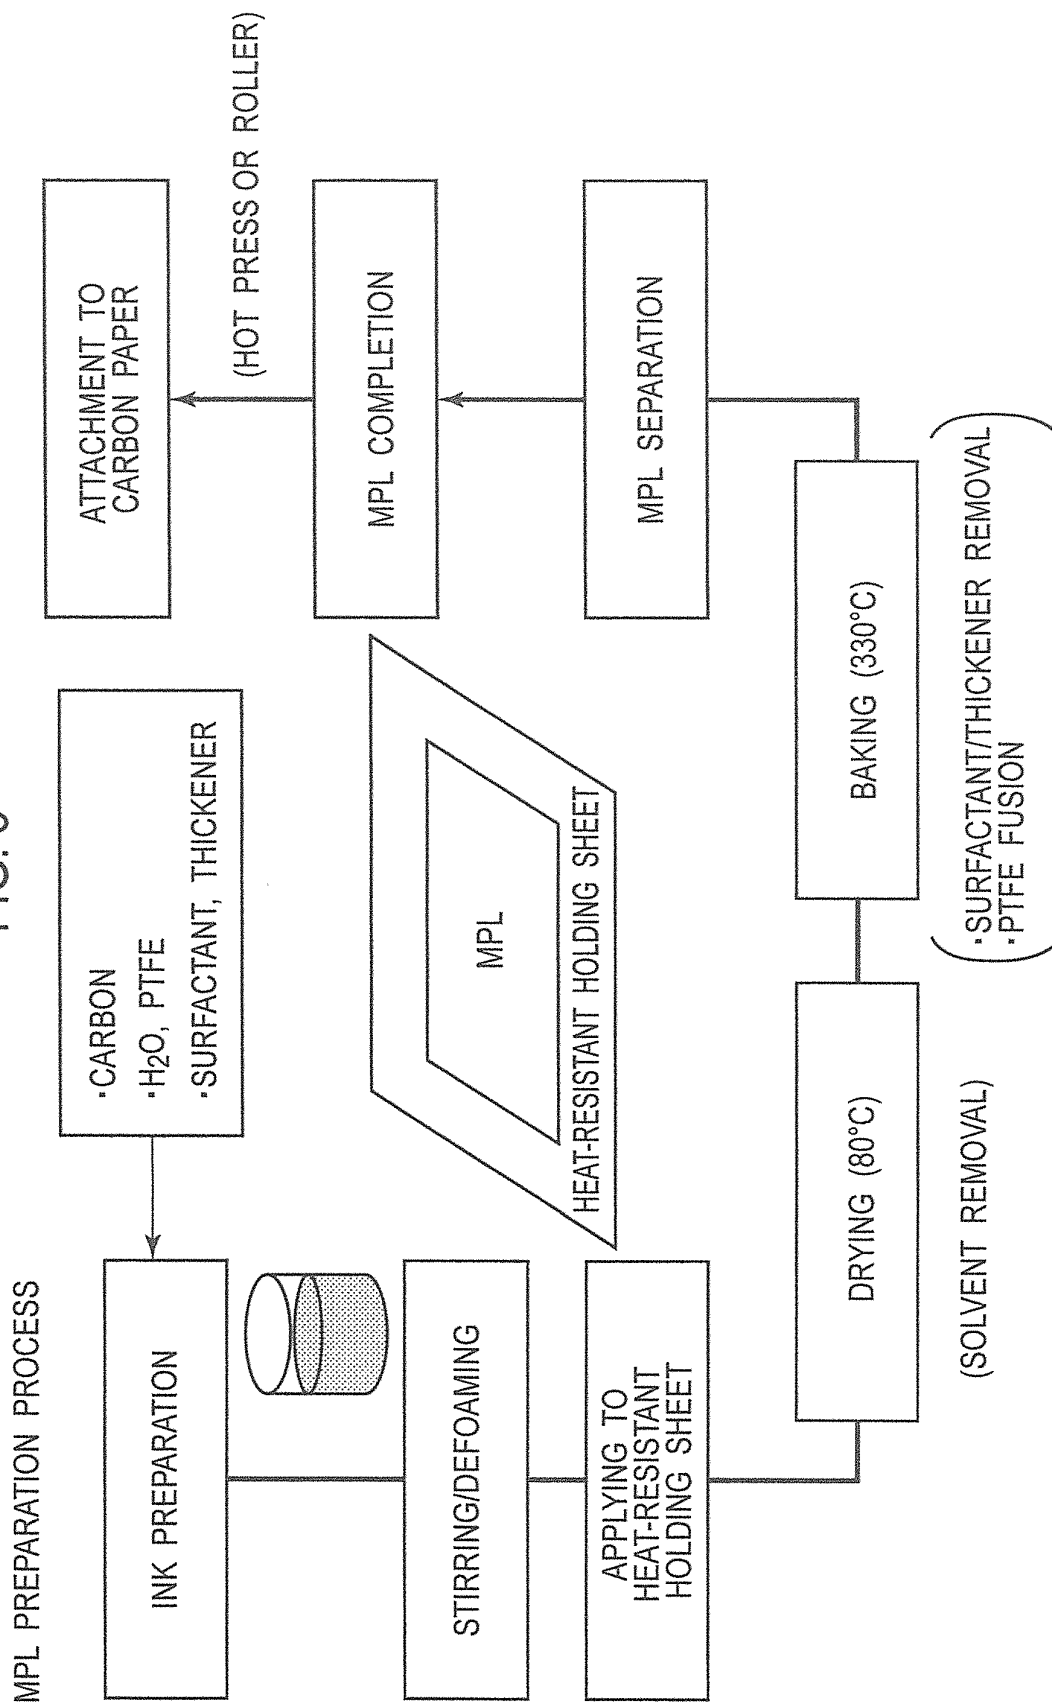 MPL PREPARATION PROCESS
INK PREPARATION
·CARBON
·H2O, PTFE
·SURFACTANT, THICKENER
STIRRING/DEFOAMING
APPLYING TO
HEAT-RESISTANT
HOLDING SHEET
MPL
HEAT-RESISTANT HOLDING SHEET
DRYING (80°C)
(SOLVENT REMOVAL)
BAKING (330°C)
·SURFACTANT/THICKENER REMOVAL
·PTFE FUSION
MPL SEPARATION
MPL COMPLETION
(HOT PRESS OR ROLLER)
ATTACHMENT TO
CARBON PAPER